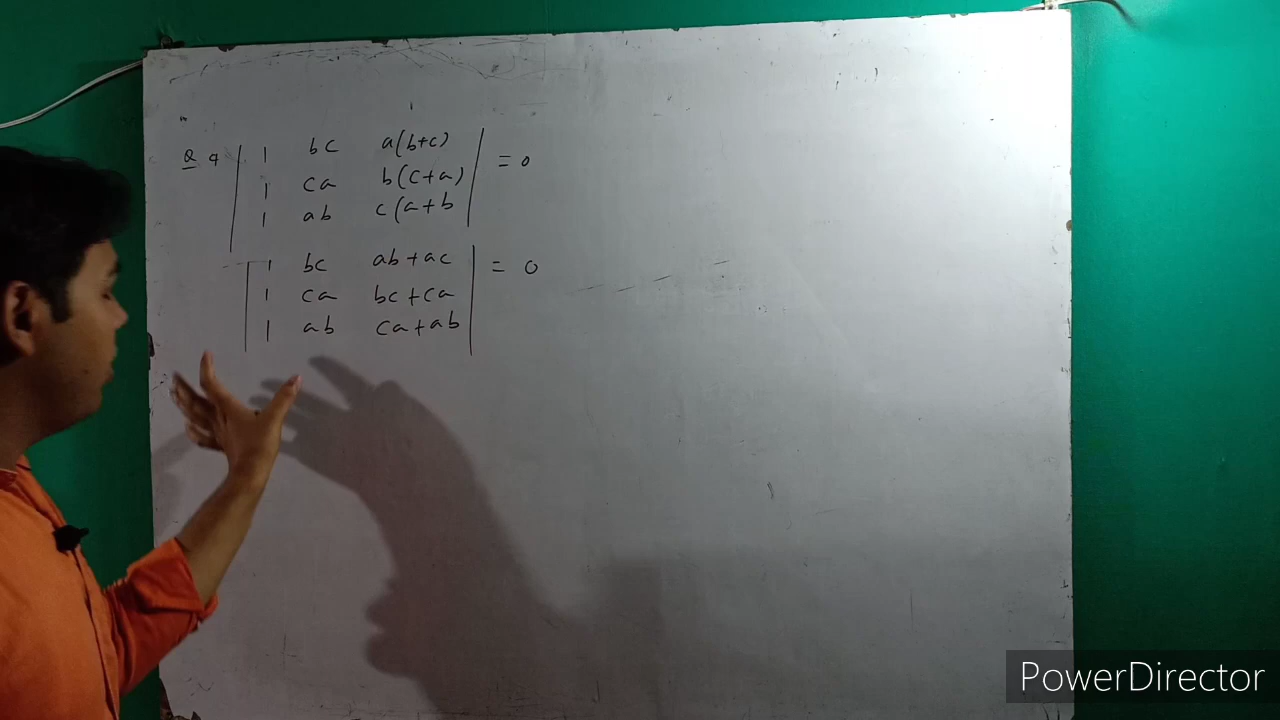 Q 4 | 1 bc a(b+c) | = 0
1 ca b(c+a)
1 ab c(a+b
| 1 bc ab+ac | = 0
1 ca bc+ca
1 ab ca+ab
PowerDirector